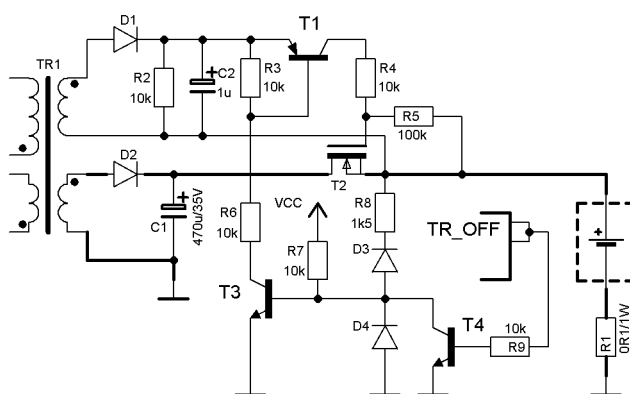 D1
T1
TR1
R2
10k
C2
1u
R3
10k
R4
10k
R5
100k
D2
T2
C1
470u/35V
R6
10k
VCC
R7
10k
R8
1k5
D3
TR_OFF
T3
D4
T4
10k
R9
R1
0R1/1W